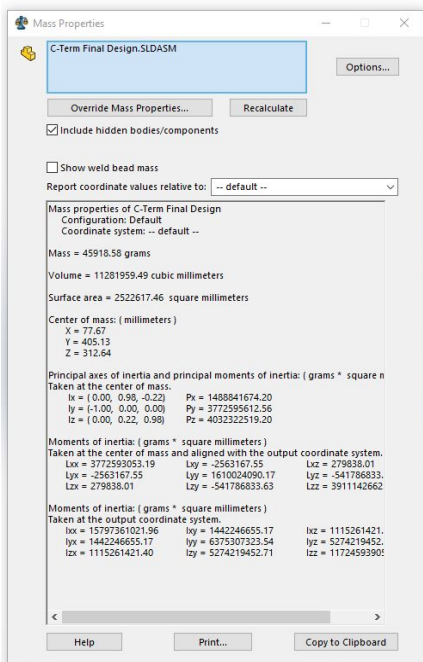 Mass Properties
C-Term Final Design.SLDASM
Options...
Override Mass Properties...
Recalculate
Include hidden bodies/components
Show weld bead mass
Report coordinate values relative to: -- default --
Mass properties of C-Term Final Design
Configuration: Default
Coordinate system: -- default --
Mass = 45918.58 grams
Volume = 11281959.49 cubic millimeters
Surface area = 2522617.46 square millimeters
Center of mass: ( millimeters )
X = 77.67
Y = 405.13
Z = 312.64
Principal axes of inertia and principal moments of inertia: ( grams * square m
Taken at the center of mass.
Ix = ( 0.00, 0.98, -0.22) Px = 1488841674.20
Iy = (-1.00, 0.00, 0.00) Py = 3772595612.56
Iz = ( 0.00, 0.22, 0.98) Pz = 4032322519.20
Moments of inertia: ( grams * square millimeters )
Taken at the center of mass and aligned with the output coordinate system.
Lxx = 3772593053.19 Lxy = -2563167.55 Lxz = 279838.01
Lyx = -2563167.55 Lyy = 1610024090.17 Lyz = -541786833.
Lzx = 279838.01 Lzy = -541786833.63 Lzz = 3911142662
Moments of inertia: ( grams * square millimeters )
Taken at the output coordinate system.
Ixx = 15797361021.96 Ixy = 1442246655.17 Ixz = 1115261421.
Iyx = 1442246655.17 Iyy = 6375307323.54 Iyz = 5274219452.
Izx = 1115261421.40 Izy = 5274219452.71 Izz = 1172459390
Help
Print...
Copy to Clipboard